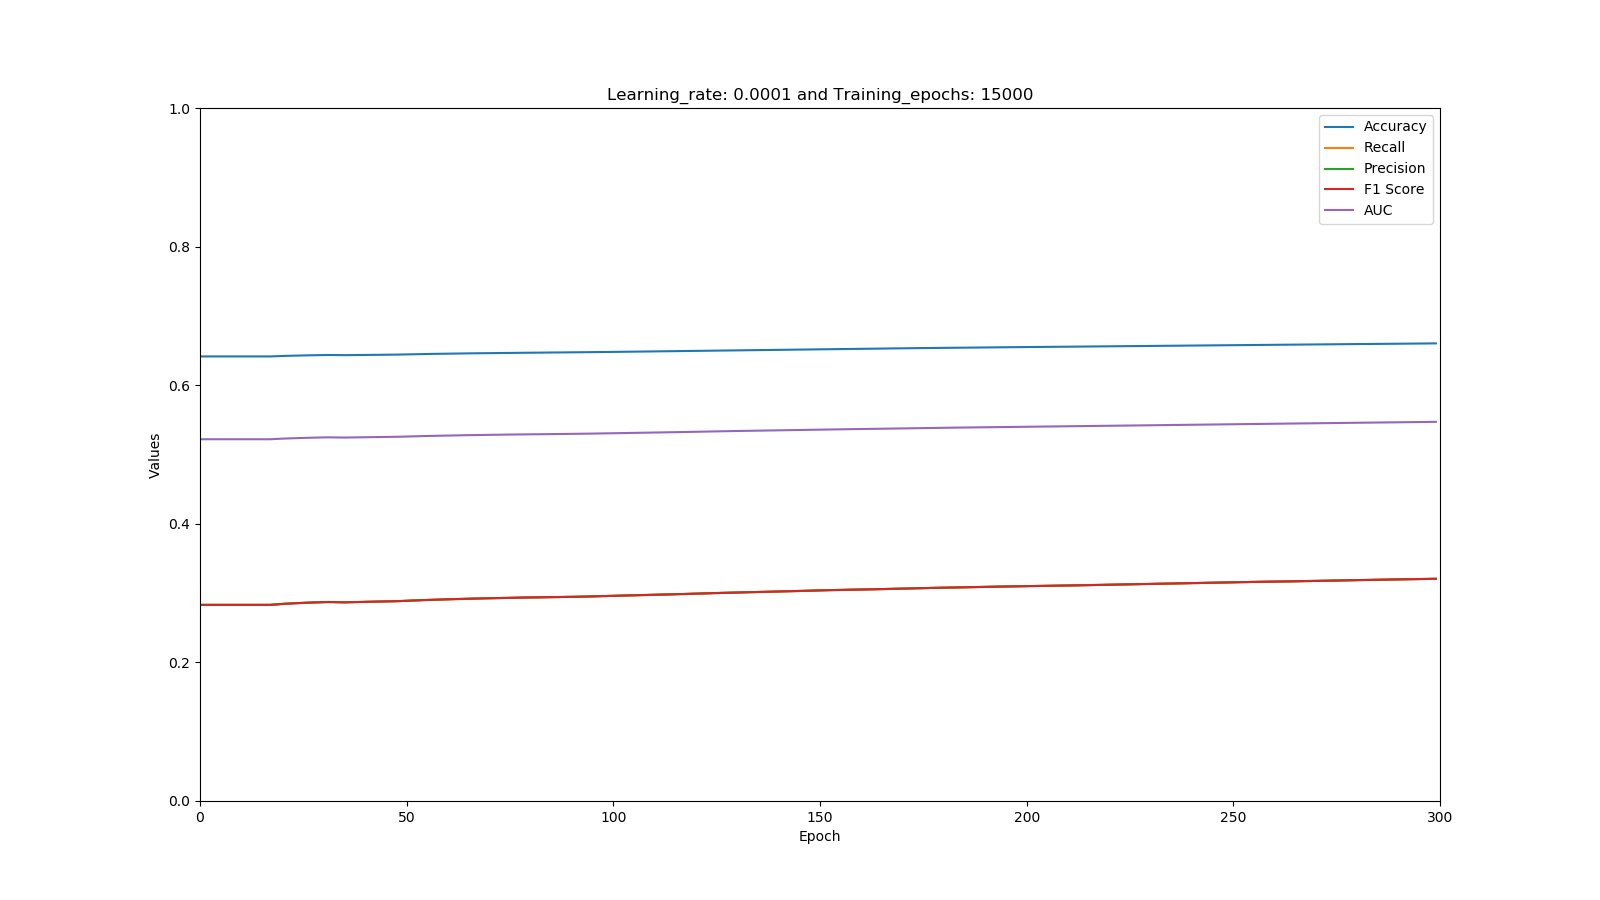 Learning_rate: 0.0001 and Training_epochs: 15000
1.0
0.8
0.6
0.4
0.2
0.0
Values
Accuracy
Recall
Precision
F1 Score
AUC
0 50 100 150 200 250 300
Epoch